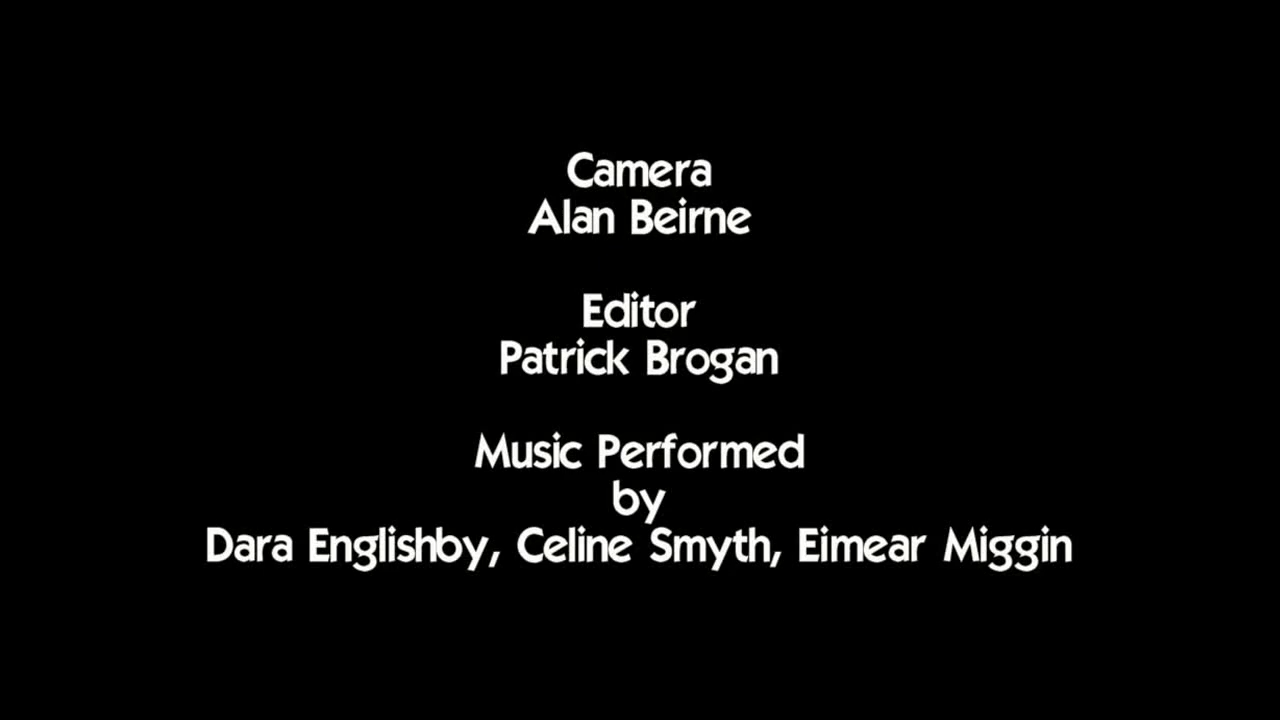 Camera
Alan Beirne
Editor
Patrick Brogan
Music Performed
by
Dara Englishby, Celine Smyth, Eimear Miggin